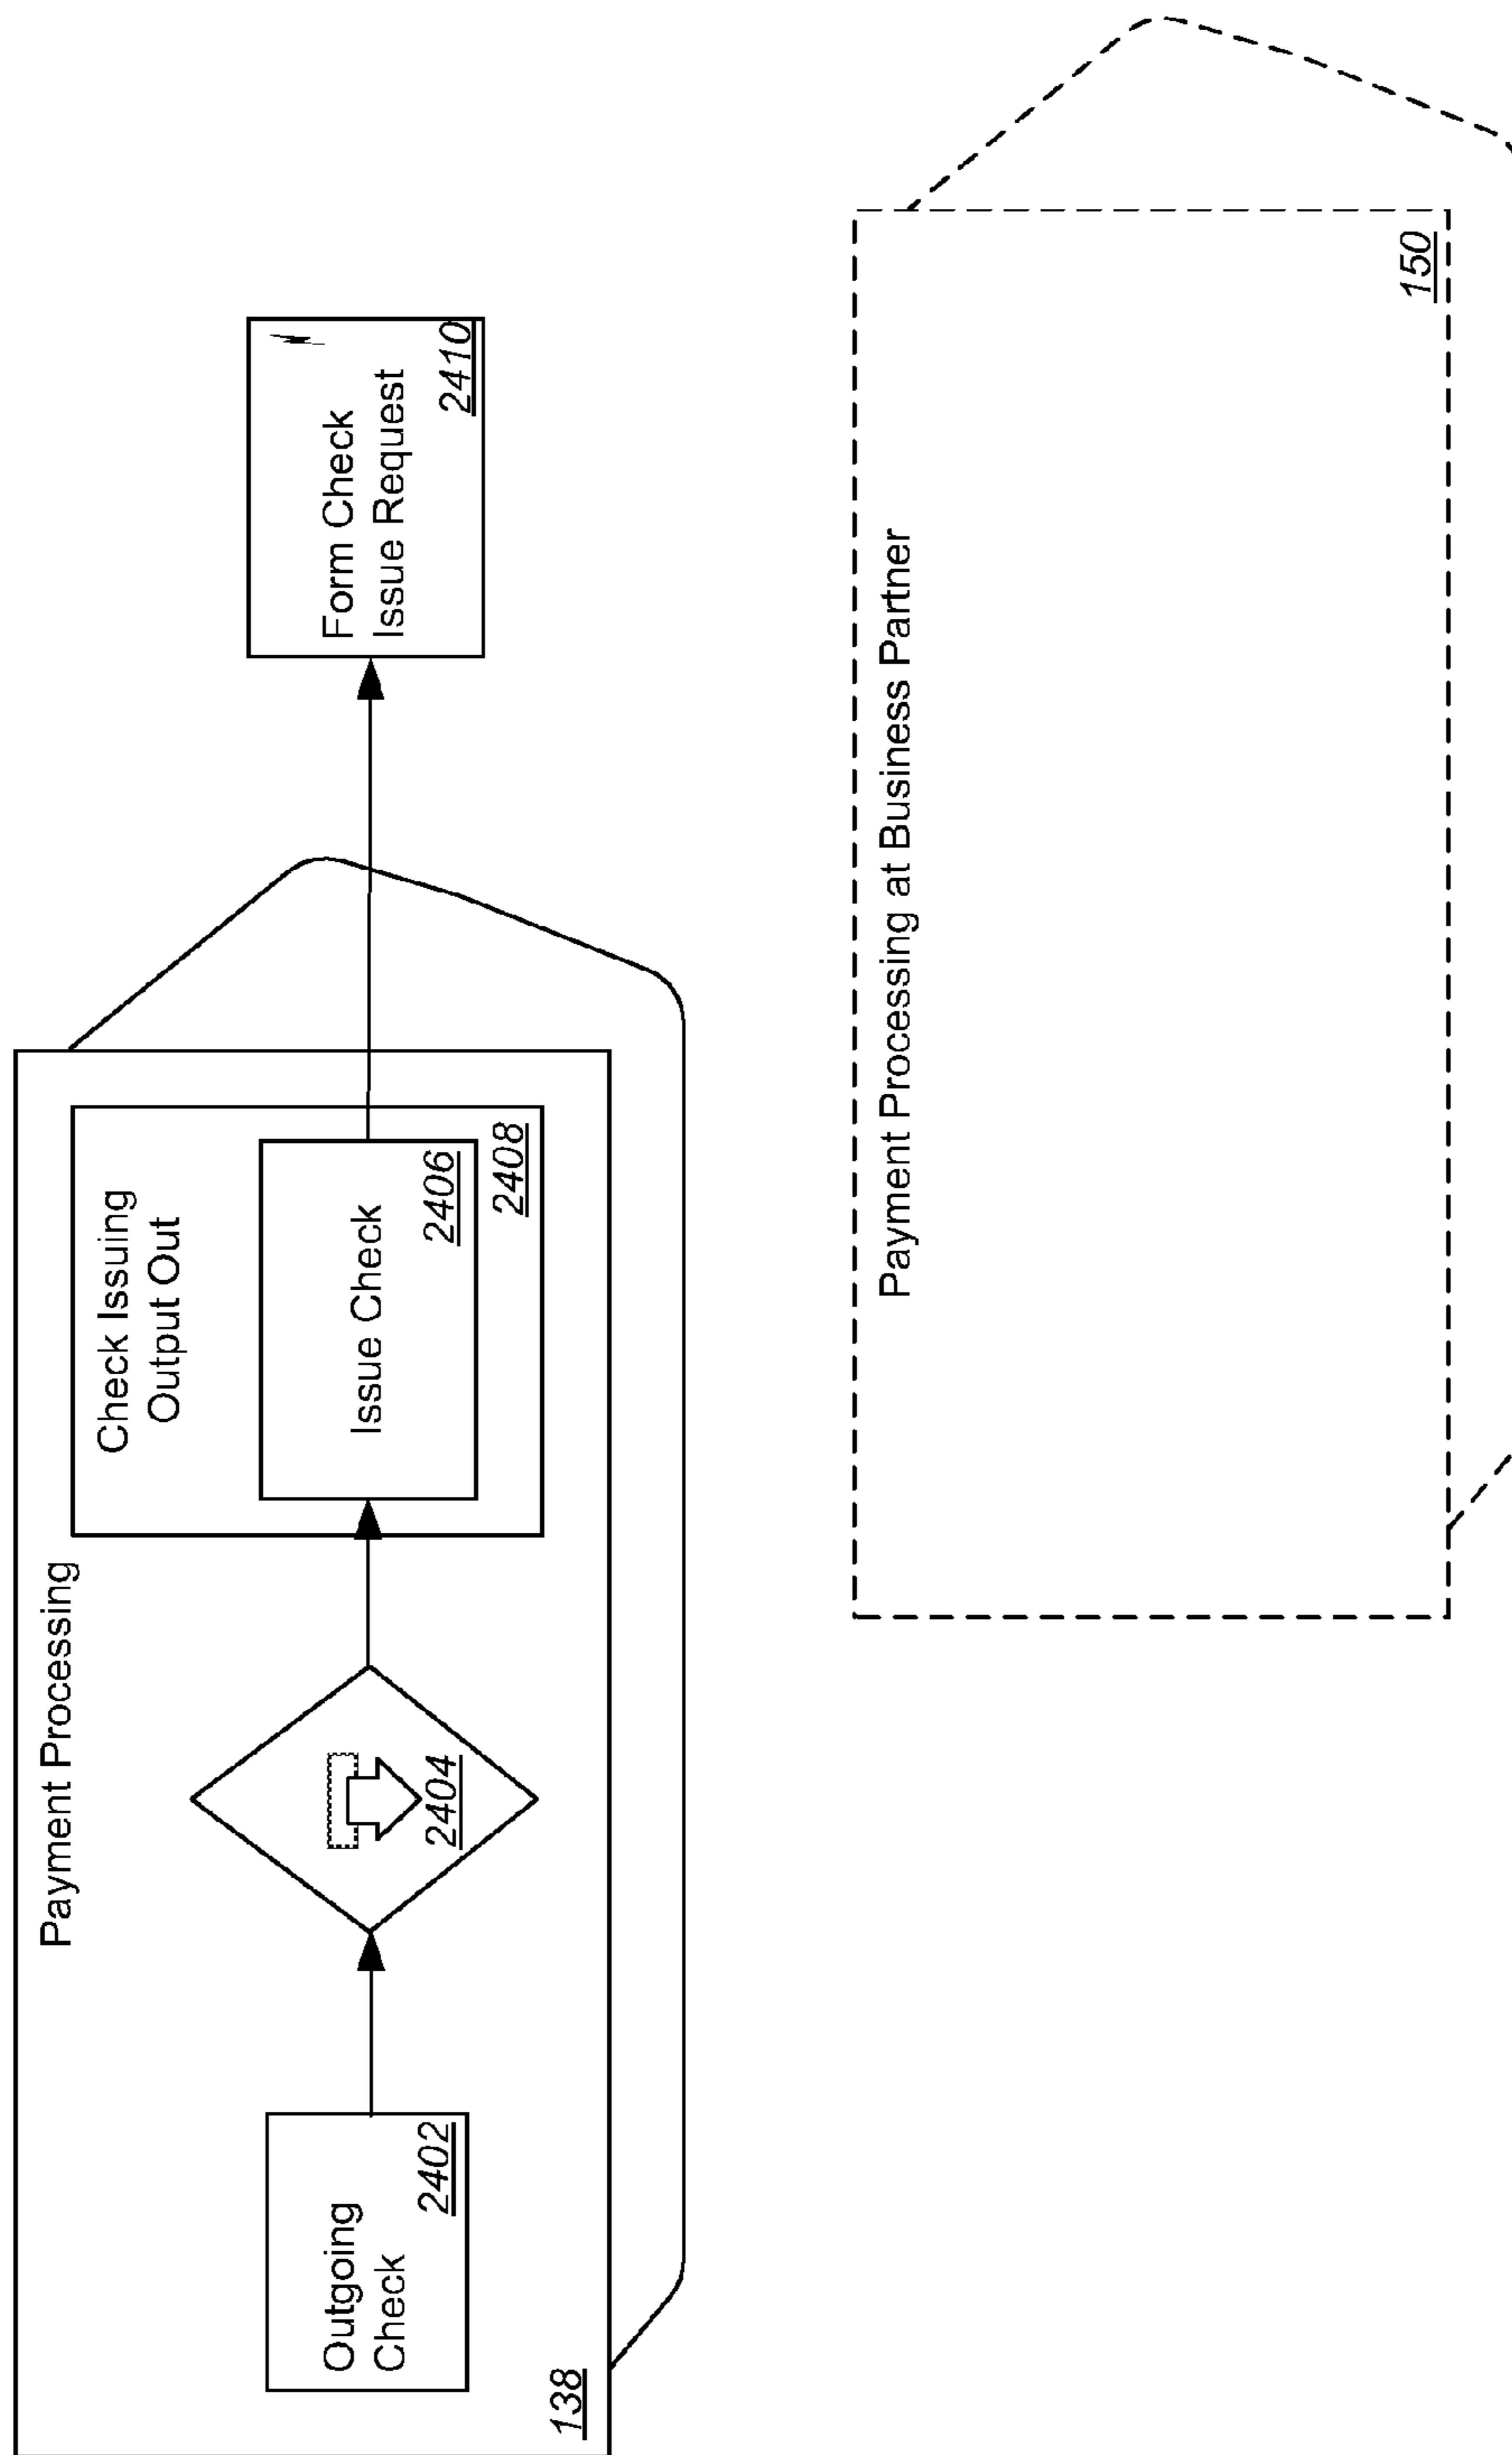 Payment Processing
Check Issuing
Output Out
Outgoing
Check
2402
2404
Issue Check
2406
2408
138
Form Check
Issue Request
2410
Payment Processing at Business Partner
150